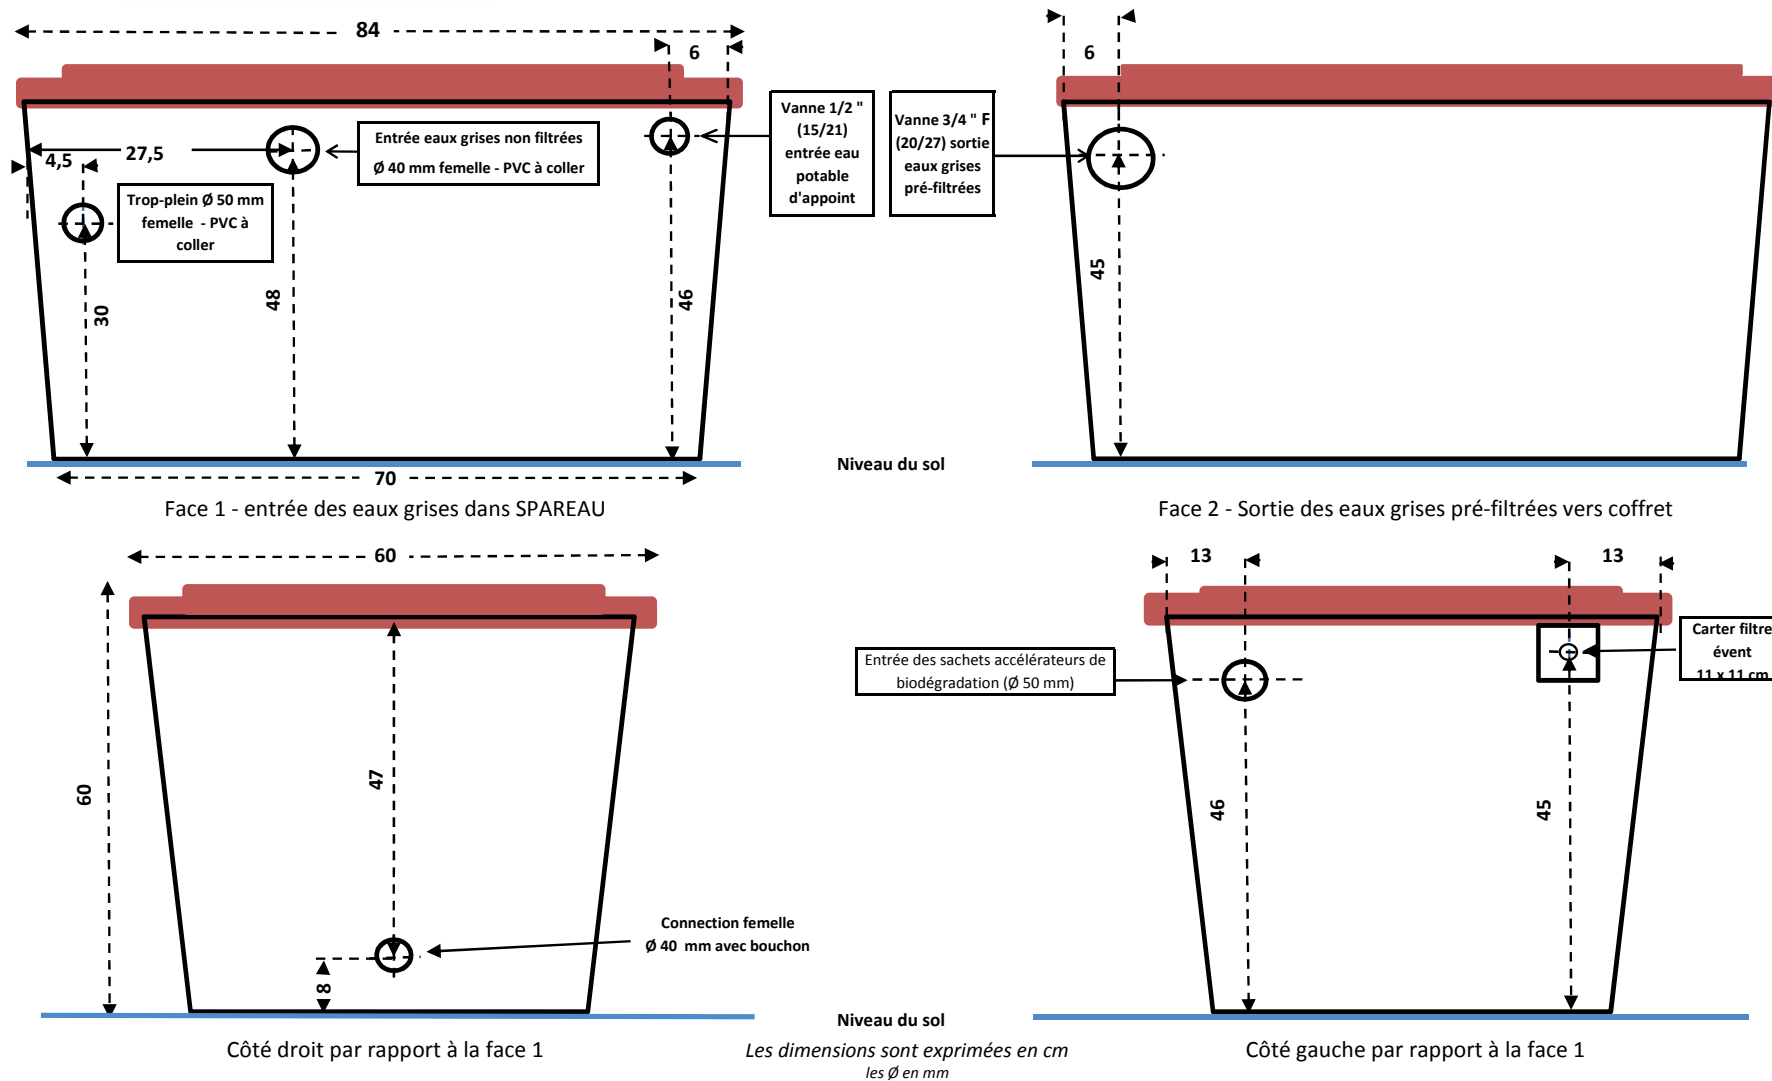 84
6
Vanne 1/2 "
(15/21)
entrée eau
potable
d'appoint
Entrée eaux grises non filtrées
Ø 40 mm femelle - PVC à coller
4,5
27,5
Trop-plein Ø 50 mm
femelle - PVC à
coller
30
48
46
70
Face 1 - entrée des eaux grises dans SPAREAU
6
Vanne 3/4 " F
(20/27) sortie
eaux grises
pré-filtrées
45
Niveau du sol
Face 2 - Sortie des eaux grises pré-filtrées vers coffret
60
60
47
8
Connection femelle
Ø 40 mm avec bouchon
Côté droit par rapport à la face 1
13
13
Carter filtre
évent
11 x 11 cm
Entrée des sachets accélérateurs de
biodégradation (Ø 50 mm)
46
45
Niveau du sol
Côté gauche par rapport à la face 1
Les dimensions sont exprimées en cm
les Ø en mm